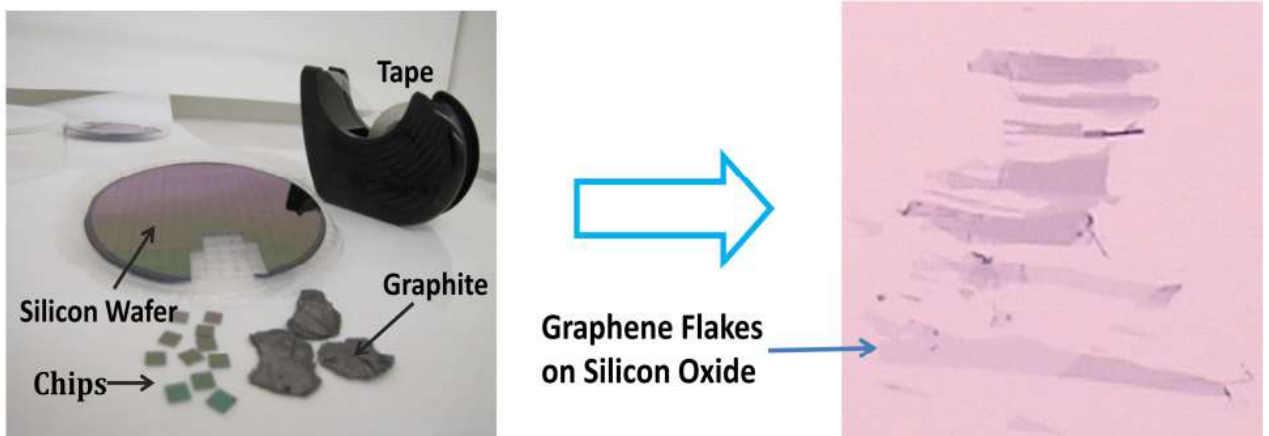 Tape
Silicon Wafer
Graphite
Chips
Graphene Flakes
on Silicon Oxide